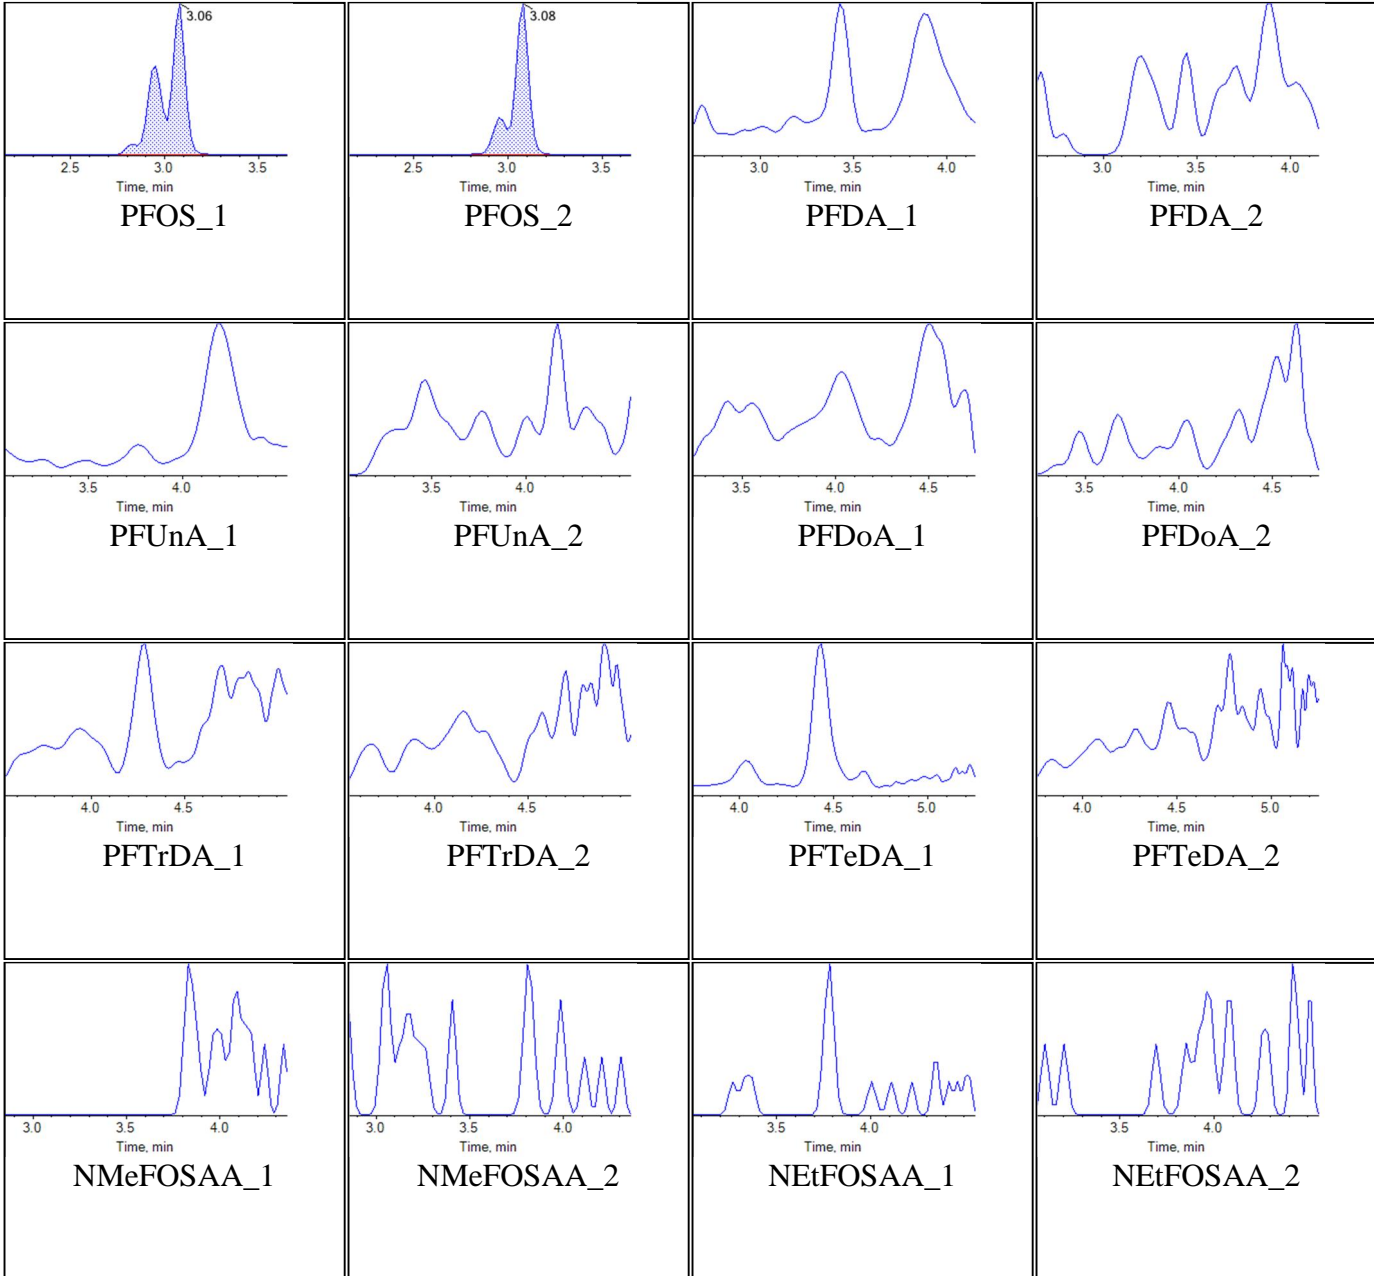 3.06 3.08
2.5 3.0 3.5 2.5 3.0 3.5 3.0 3.5 4.0 3.0 3.5 4.0
Time, min Time, min Time, min Time, min
PFOS_1 PFOS_2 PFDA_1 PFDA_2
3.5 4.0 3.5 4.0 3.5 4.0 4.5 3.5 4.0 4.5
Time, min Time, min Time, min Time, min
PFUnA_1 PFUnA_2 PFDoA_1 PFDoA_2
4.0 4.5 4.0 4.5 4.0 4.5 5.0 4.0 4.5 5.0
Time, min Time, min Time, min Time, min
PFTrDA_1 PFTrDA_2 PFTeDA_1 PFTeDA_2
3.0 3.5 4.0 3.0 3.5 4.0 3.5 4.0 3.5 4.0
Time, min Time, min Time, min Time, min
NMeFOSAA_1 NMeFOSAA_2 NEtFOSAA_1 NEtFOSAA_2